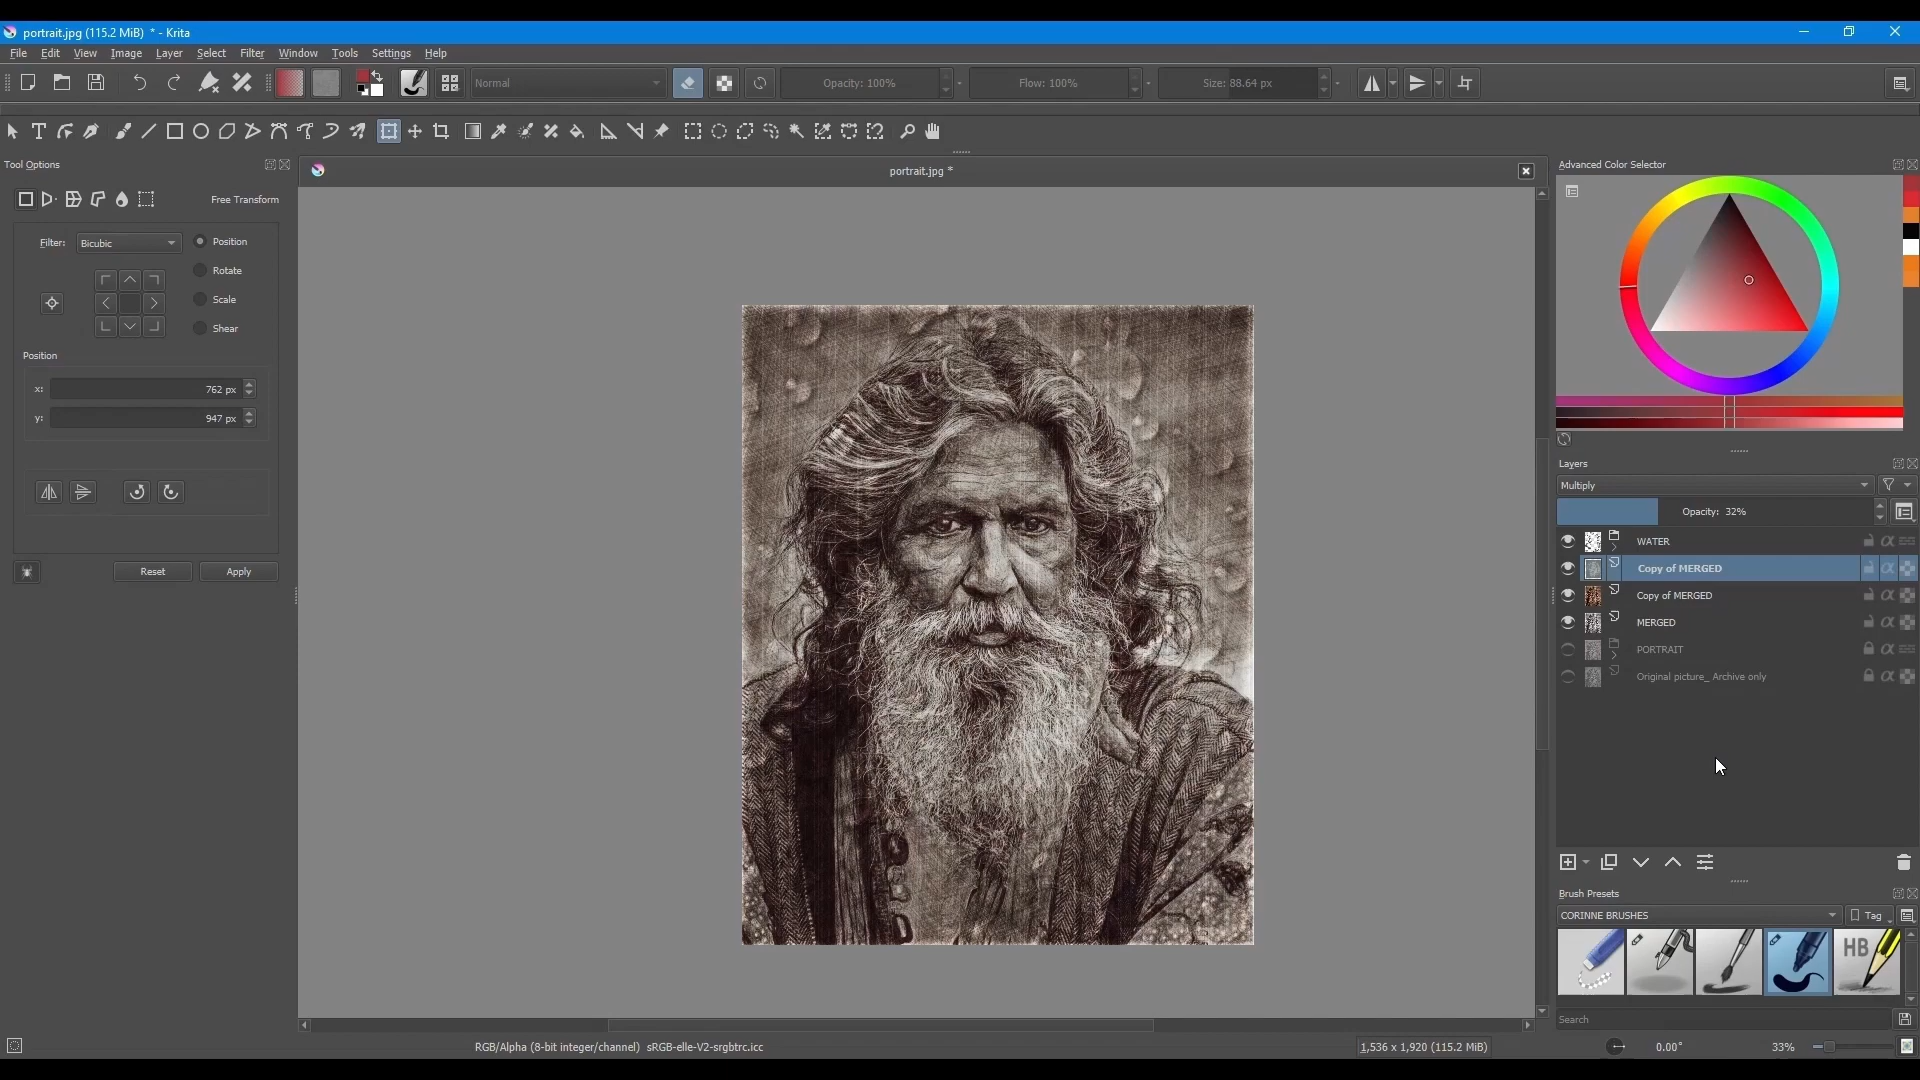 portrait.jpg (115.2 MiB) * - Krita
File Edit View Image Layer Select Filter Window Tools Settings Help
Normal Opacity: 100% Flow: 100% Size: 88.64 px
Tool Options
portrait.jpg *
Advanced Color Selector
Free Transform
Filter: Bicubic
Position
Rotate
Scale
Shear
Position
x: 762 px
y: 947 px
Reset Apply
Layers
Multiply
Opacity: 32%
WATER
Copy of MERGED
Copy of MERGED
MERGED
PORTRAIT
Original picture_ Archive only
Brush Presets
CORINNE BRUSHES Tag
HB
Search
RGB/Alpha (8-bit integer/channel) sRGB-elle-V2-srgbtrc.icc 1,536 x 1,920 (115.2 MiB) 0.00° 33%